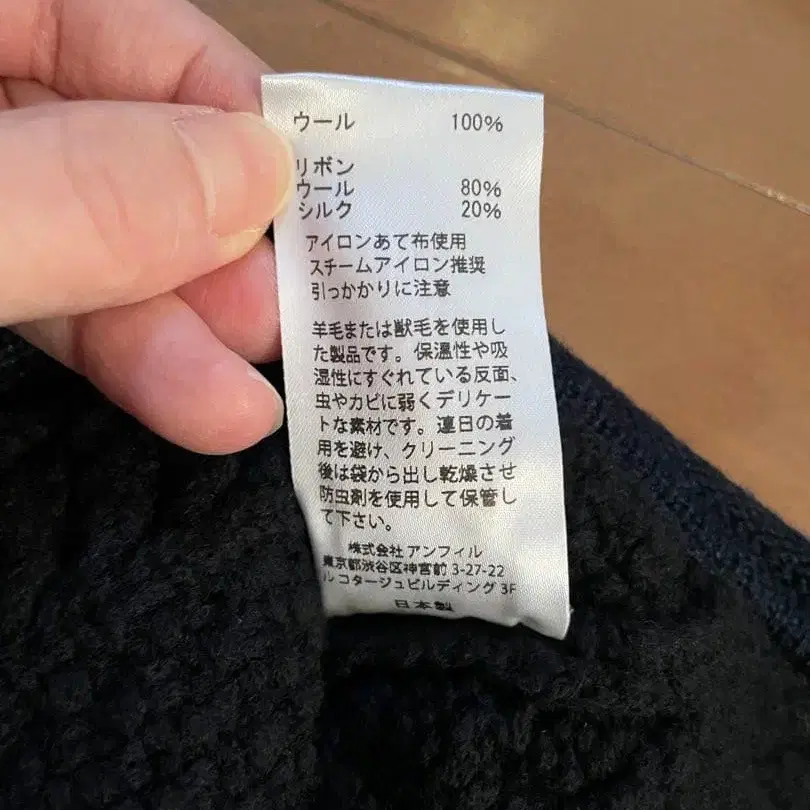 ウール 100%
リボン
ウール 80%
シルク 20%
アイロンあて布使用
スチームアイロン推奨
引っかかりに注意
羊毛または獣毛を使用し
た製品です。保温性や吸
湿性にすぐれている反面、
虫やカビに弱くデリケー
トな素材です。連日の着
用を避け、クリーニング
後は袋から出し乾燥させ
防虫剤を使用して保管し
て下さい。
株式会社 アンフィル
東京都渋谷区神宮前 3-27-22
ル コタージュビルディング 3F
日本製